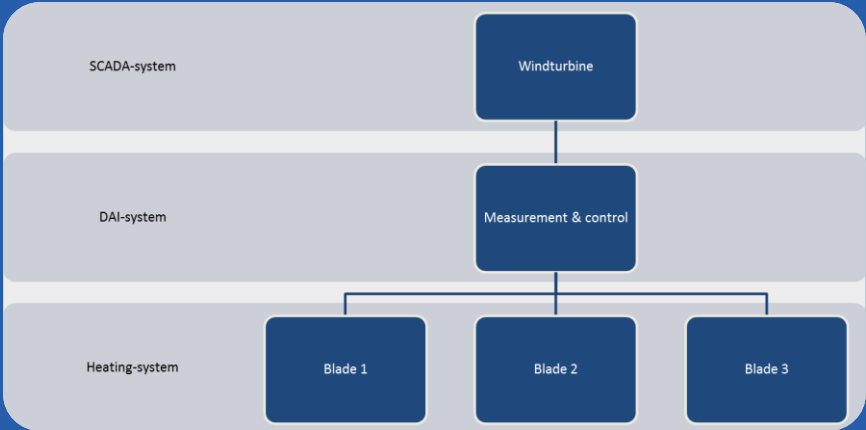 SCADA-system
Windturbine
DAI-system
Measurement & control
Heating-system
Blade 1
Blade 2
Blade 3